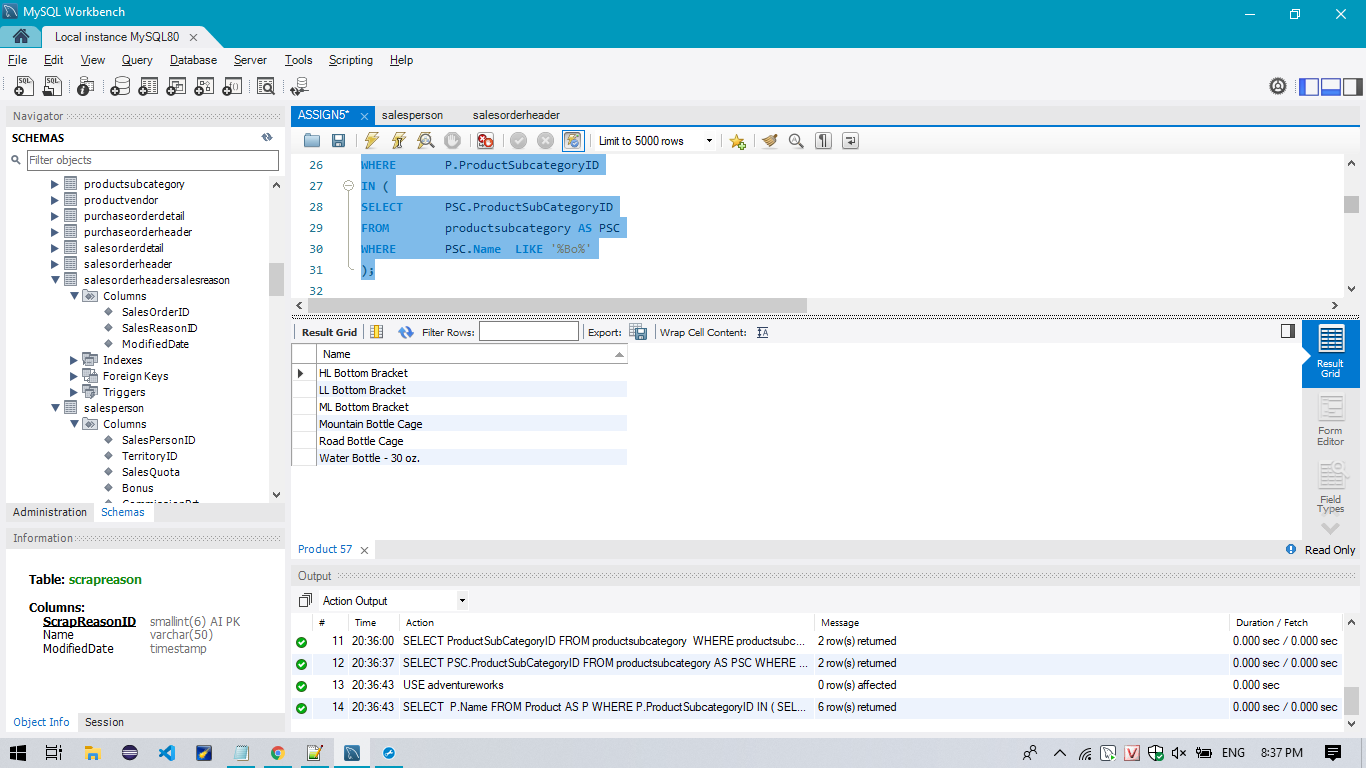 MySQL Workbench
Local instance MySQL80
File Edit View Query Database Server Tools Scripting Help
Navigator
SCHEMAS
Filter objects
productsubcategory
productvendor
purchaseorderdetail
purchaseorderheader
salesorderdetail
salesorderheader
salesorderheadersalesreason
Columns
SalesOrderID
SalesReasonID
ModifiedDate
Indexes
Foreign Keys
Triggers
salesperson
Columns
SalesPersonID
TerritoryID
SalesQuota
Bonus
Administration Schemas
Information
Table: scrapreason
Columns:
ScrapReasonID smallint(6) AI PK
Name varchar(50)
ModifiedDate timestamp
Object Info Session
ASSIGN5* salesperson salesorderheader
Limit to 5000 rows
26 WHERE P.ProductSubcategoryID
27 IN (
28 SELECT PSC.ProductSubCategoryID
29 FROM productsubcategory AS PSC
30 WHERE PSC.Name LIKE '%Bo%'
31 );
32
Result Grid Filter Rows: Export: Wrap Cell Content:
Name
HL Bottom Bracket
LL Bottom Bracket
ML Bottom Bracket
Mountain Bottle Cage
Road Bottle Cage
Water Bottle - 30 oz.
Result
Grid
Form
Editor
Field
Types
Product 57
Read Only
Output
Action Output
# Time Action Message Duration / Fetch
11 20:36:00 SELECT ProductSubCategoryID FROM productsubcategory WHERE productsubc... 2 row(s) returned 0.000 sec / 0.000 sec
12 20:36:37 SELECT PSC.ProductSubCategoryID FROM productsubcategory AS PSC WHERE ... 2 row(s) returned 0.000 sec / 0.000 sec
13 20:36:43 USE adventureworks 0 row(s) affected 0.000 sec
14 20:36:43 SELECT P.Name FROM Product AS P WHERE P.ProductSubcategoryID IN ( SEL... 6 row(s) returned 0.000 sec / 0.000 sec
ENG 8:37 PM